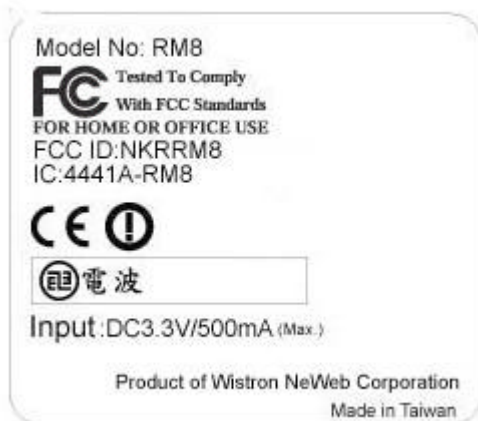 Model No: RM8
FC Tested To Comply
With FCC Standards
FOR HOME OR OFFICE USE
FCC ID:NKRRM8
IC:4441A-RM8
CE
電波
Input:DC3.3V/500mA (Max.)
Product of Wistron NeWeb Corporation
Made in Taiwan